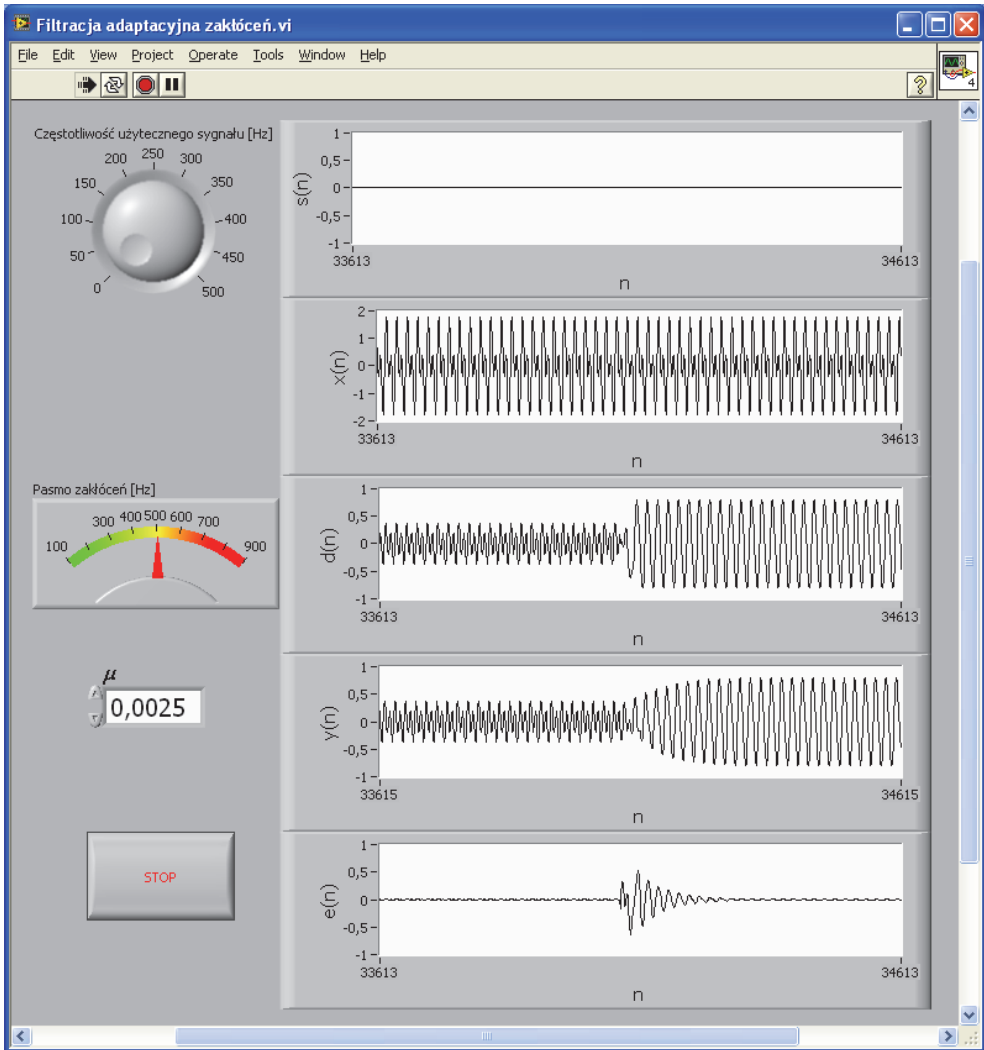 Filtracja adaptacyjna zakłóceń.vi
File Edit View Project Operate Tools Window Help
4
Częstotliwość użytecznego sygnału [Hz]
0 50 100 150 200 250 300 350 400 450 500
s(n)
1
0,5
0
-0,5
-1
33613 34613
n
x(n)
2
1
0
-1
-2
33613 34613
n
Pasmo zakłóceń [Hz]
100 300 400 500 600 700 900
d(n)
1
0,5
0
-0,5
-1
33613 34613
n
μ
0,0025
y(n)
1
0,5
0
-0,5
-1
33615 34615
n
STOP
e(n)
1
0,5
0
-0,5
-1
33613 34613
n